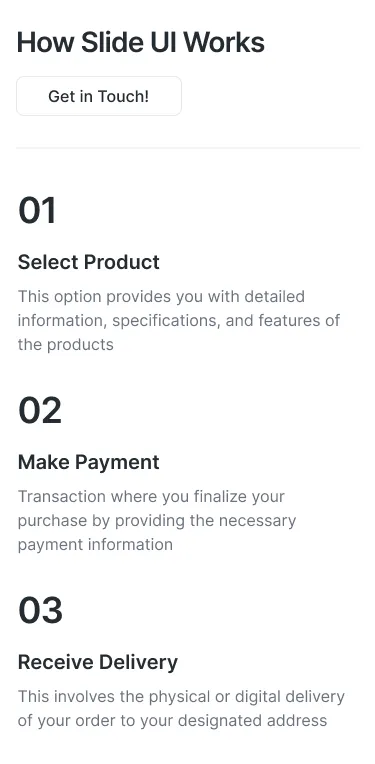 How Slide UI Works
Get in Touch!
01
Select Product
This option provides you with detailed
information, specifications, and features of
the products
02
Make Payment
Transaction where you finalize your
purchase by providing the necessary
payment information
03
Receive Delivery
This involves the physical or digital delivery
of your order to your designated address